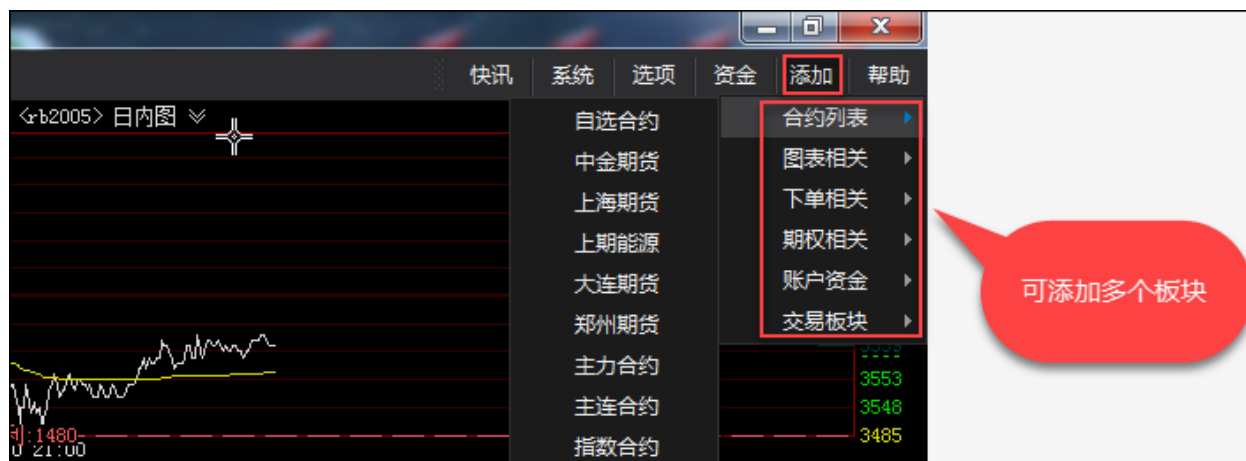 快讯 系统 选项 资金 添加 帮助
<rb2005> 日内图
自选合约
中金期货
上海期货
上期能源
大连期货
郑州期货
主力合约
主连合约
指数合约
合约列表
图表相关
下单相关
期权相关
账户资金
交易板块
可添加多个板块
3553
3548
3485
:1480
21:00